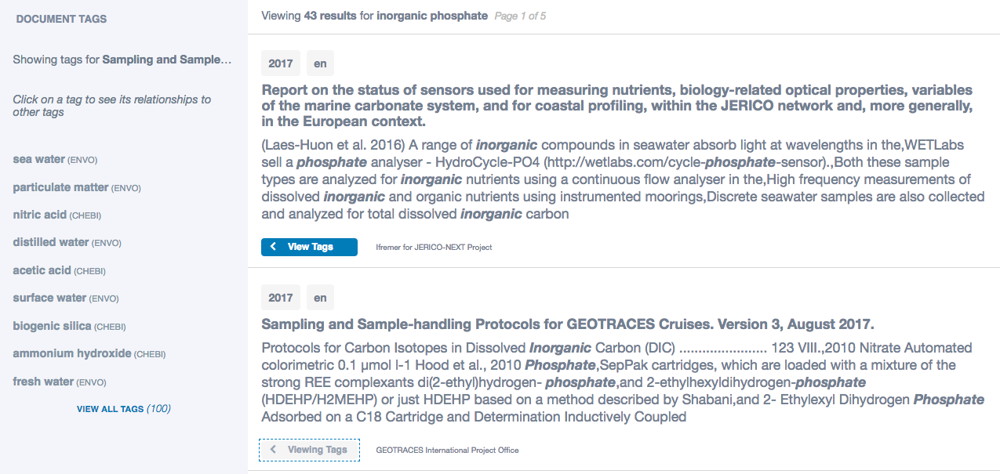 DOCUMENT TAGS
Showing tags for Sampling and Sample…
Click on a tag to see its relationships to
other tags
sea water (ENVO)
particulate matter (ENVO)
nitric acid (CHEBI)
distilled water (ENVO)
acetic acid (CHEBI)
surface water (ENVO)
biogenic silica (CHEBI)
ammonium hydroxide (CHEBI)
fresh water (ENVO)
VIEW ALL TAGS (100)
Viewing 43 results for inorganic phosphate Page 1 of 5
2017 en
Report on the status of sensors used for measuring nutrients, biology-related optical properties, variables
of the marine carbonate system, and for coastal profiling, within the JERICO network and, more generally,
in the European context.
(Laes-Huon et al. 2016) A range of inorganic compounds in seawater absorb light at wavelengths in the,WETLabs
sell a phosphate analyser - HydroCycle-PO4 (http://wetlabs.com/cycle-phosphate-sensor).,Both these sample
types are analyzed for inorganic nutrients using a continuous flow analyser in the,High frequency measurements of
dissolved inorganic and organic nutrients using instrumented moorings,Discrete seawater samples are also collected
and analyzed for total dissolved inorganic carbon
View Tags Ifremer for JERICO-NEXT Project
2017 en
Sampling and Sample-handling Protocols for GEOTRACES Cruises. Version 3, August 2017.
Protocols for Carbon Isotopes in Dissolved Inorganic Carbon (DIC) ....................... 123 VIII.,2010 Nitrate Automated
colorimetric 0.1 µmol l-1 Hood et al., 2010 Phosphate,SepPak cartridges, which are loaded with a mixture of the
strong REE complexants di(2-ethyl)hydrogen- phosphate,and 2-ethylhexyldihydrogen-phosphate
(HDEHP/H2MEHP) or just HDEHP based on a method described by Shabani,and 2- Ethylexyl Dihydrogen Phosphate
Adsorbed on a C18 Cartridge and Determination Inductively Coupled
Viewing Tags GEOTRACES International Project Office